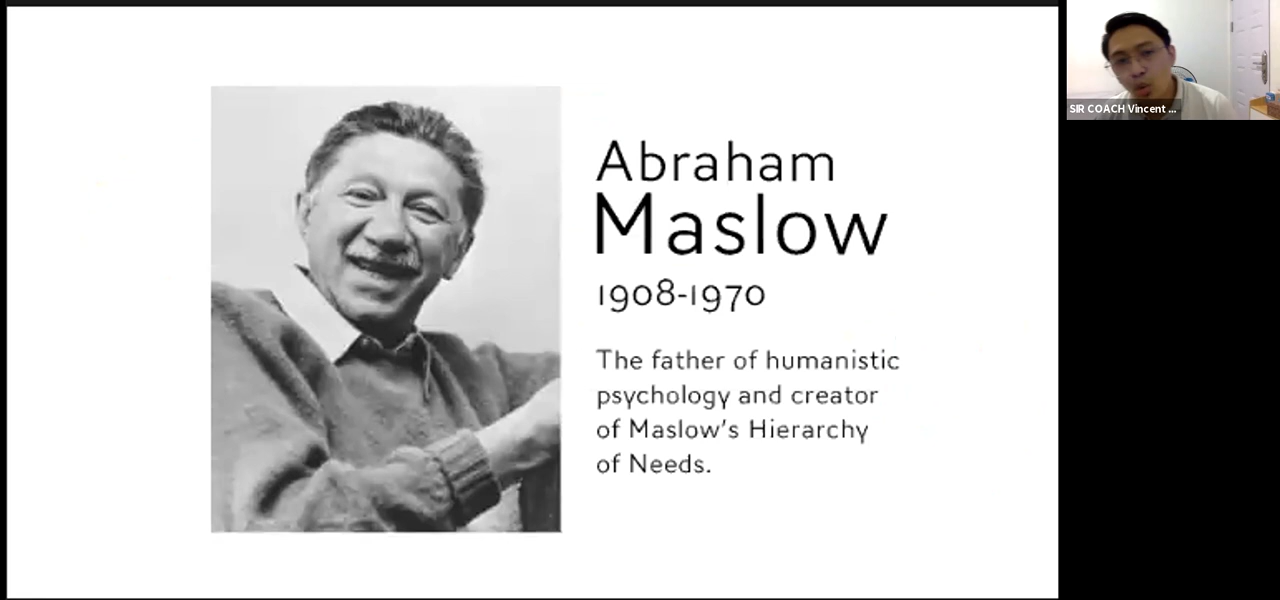 Abraham
Maslow
1908-1970
The father of humanistic
psychology and creator
of Maslow's Hierarchy
of Needs.
SIR COACH Vincent ...